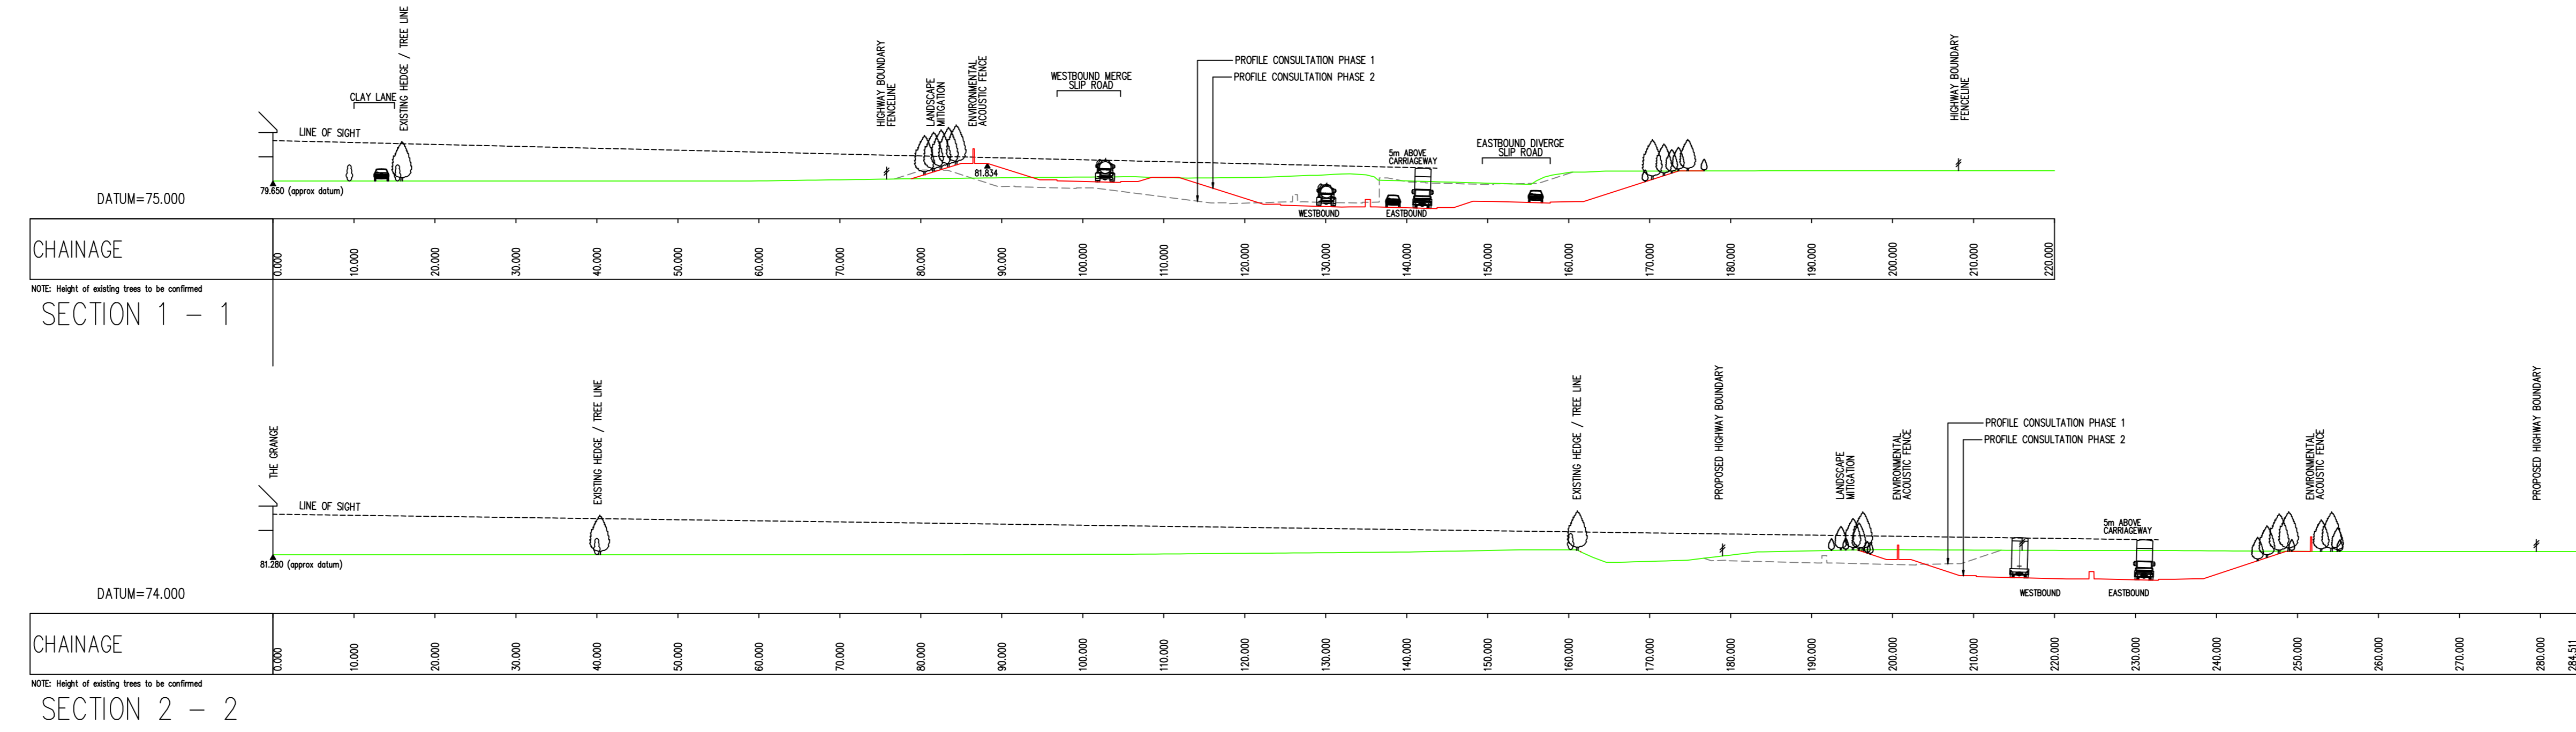 CLAY LANE
EXISTING HEDGE / TREE LINE
LINE OF SIGHT
HIGHWAY BOUNDARY
FENCELINE
LANDSCAPE
MITIGATION
ENVIRONMENTAL
ACOUSTIC FENCE
WESTBOUND MERGE
SLIP ROAD
PROFILE CONSULTATION PHASE 1
PROFILE CONSULTATION PHASE 2
5m ABOVE
CARRIAGEWAY
EASTBOUND DIVERGE
SLIP ROAD
HIGHWAY BOUNDARY
FENCELINE
79.650 (approx datum)
81.834
WESTBOUND
EASTBOUND
DATUM=75.000
CHAINAGE
0.000
10.000
20.000
30.000
40.000
50.000
60.000
70.000
80.000
90.000
100.000
110.000
120.000
130.000
140.000
150.000
160.000
170.000
180.000
190.000
200.000
210.000
220.000
NOTE: Height of existing trees to be confirmed
SECTION 1 - 1
THE GRANGE
LINE OF SIGHT
EXISTING HEDGE / TREE LINE
EXISTING HEDGE / TREE LINE
PROPOSED HIGHWAY BOUNDARY
LANDSCAPE
MITIGATION
ENVIRONMENTAL
ACOUSTIC FENCE
PROFILE CONSULTATION PHASE 1
PROFILE CONSULTATION PHASE 2
5m ABOVE
CARRIAGEWAY
ENVIRONMENTAL
ACOUSTIC FENCE
PROPOSED HIGHWAY BOUNDARY
81.280 (approx datum)
WESTBOUND
EASTBOUND
DATUM=74.000
CHAINAGE
0.000
10.000
20.000
30.000
40.000
50.000
60.000
70.000
80.000
90.000
100.000
110.000
120.000
130.000
140.000
150.000
160.000
170.000
180.000
190.000
200.000
210.000
220.000
230.000
240.000
250.000
260.000
270.000
280.000
284.511
NOTE: Height of existing trees to be confirmed
SECTION 2 - 2